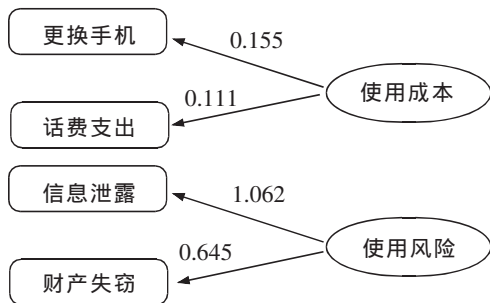 更换手机
0.155
使用成本
0.111
话费支出
信息泄露
1.062
使用风险
0.645
财产失窃